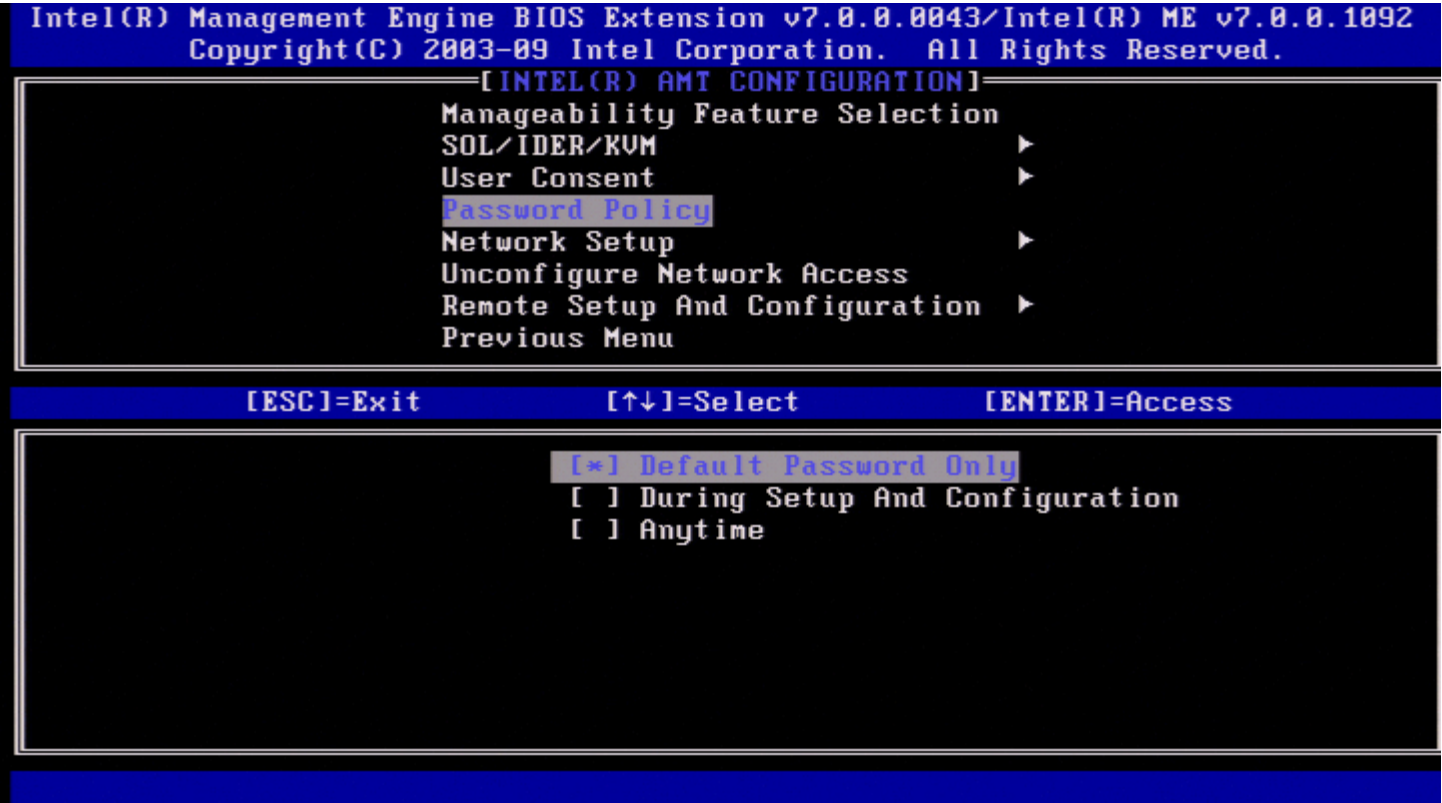 Intel(R) Management Engine BIOS Extension v7.0.0.0043/Intel(R) ME v7.0.0.1092
Copyright(C) 2003-09 Intel Corporation.  All Rights Reserved.
[INTEL(R) AMT CONFIGURATION]
Manageability Feature Selection
SOL/IDER/KVM ►
User Consent ►
Password Policy
Network Setup ►
Unconfigure Network Access
Remote Setup And Configuration ►
Previous Menu
[ESC]=Exit [↑↓]=Select [ENTER]=Access
[*] Default Password Only
[ ] During Setup And Configuration
[ ] Anytime